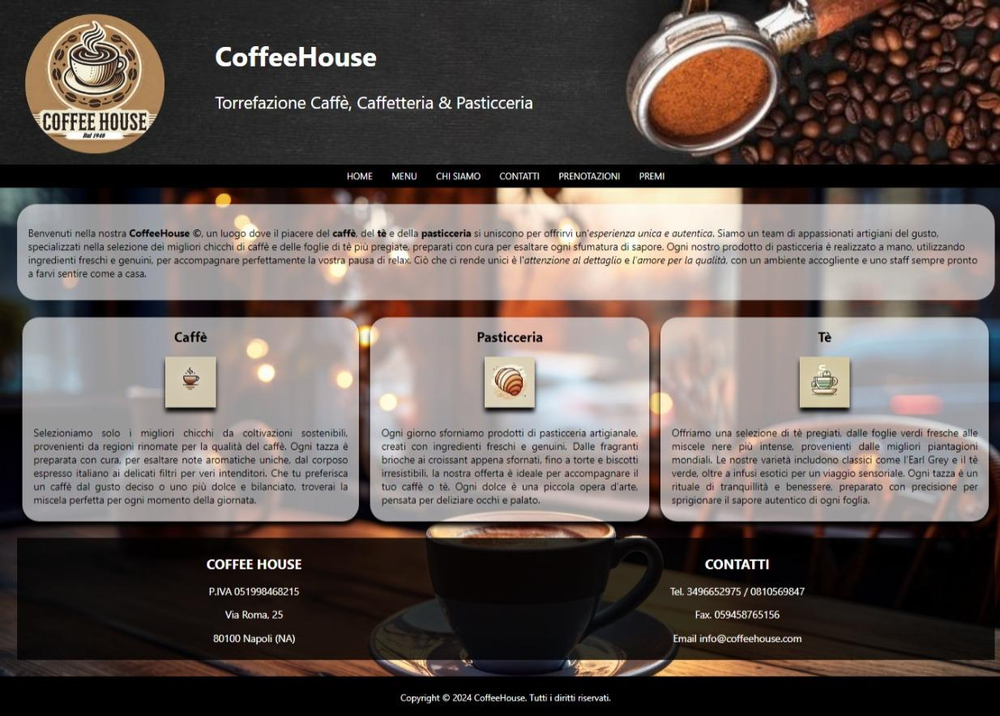 COFFEE HOUSE
Dal 1940
CoffeeHouse
Torrefazione Caffè, Caffetteria & Pasticceria
HOME MENU CHI SIAMO CONTATTI PRENOTAZIONI PREMI
Benvenuti nella nostra CoffeeHouse ©, un luogo dove il piacere del caffè, del tè e della pasticceria si uniscono per offrirvi un'esperienza unica e autentica. Siamo un team di appassionati artigiani del gusto,
specializzati nella selezione dei migliori chicchi di caffè e delle foglie di tè più pregiate, preparati con cura per esaltare ogni sfumatura di sapore. Ogni nostro prodotto di pasticceria è realizzato a mano, utilizzando
ingredienti freschi e genuini, per accompagnare perfettamente la vostra pausa di relax. Ciò che ci rende unici è l'attenzione al dettaglio e l'amore per la qualità, con un ambiente accogliente e uno staff sempre pronto
a farvi sentire come a casa.
Caffè
Selezioniamo solo i migliori chicchi da coltivazioni sostenibili,
provenienti da regioni rinomate per la qualità del caffè. Ogni tazza è
preparata con cura, per esaltare note aromatiche uniche, dal corposo
espresso italiano ai delicati filtri per veri intenditori. Che tu preferisca
un caffè dal gusto deciso o uno più dolce e bilanciato, troverai la
miscela perfetta per ogni momento della giornata.
Pasticceria
Ogni giorno sforniamo prodotti di pasticceria artigianale,
creati con ingredienti freschi e genuini. Dalle fragranti
brioche ai croissant appena sfornati, fino a torte e biscotti
irresistibili, la nostra offerta è ideale per accompagnare il
tuo caffè o tè. Ogni dolce è una piccola opera d'arte,
pensata per deliziare occhi e palato.
Tè
Offriamo una selezione di tè pregiati, dalle foglie verdi fresche alle
miscele nere più intense, provenienti dalle migliori piantagioni
mondiali. Le nostre varietà includono classici come l'Earl Grey e il tè
verde, oltre a infusi esotici per un viaggio sensoriale. Ogni tazza è un
rituale di tranquillità e benessere, preparato con precisione per
sprigionare il sapore autentico di ogni foglia.
COFFEE HOUSE
P.IVA 051998468215
Via Roma, 25
80100 Napoli (NA)
CONTATTI
Tel. 3496652975 / 0810569847
Fax. 059458765156
Email info@coffeehouse.com
Copyright © 2024 CoffeeHouse. Tutti i diritti riservati.